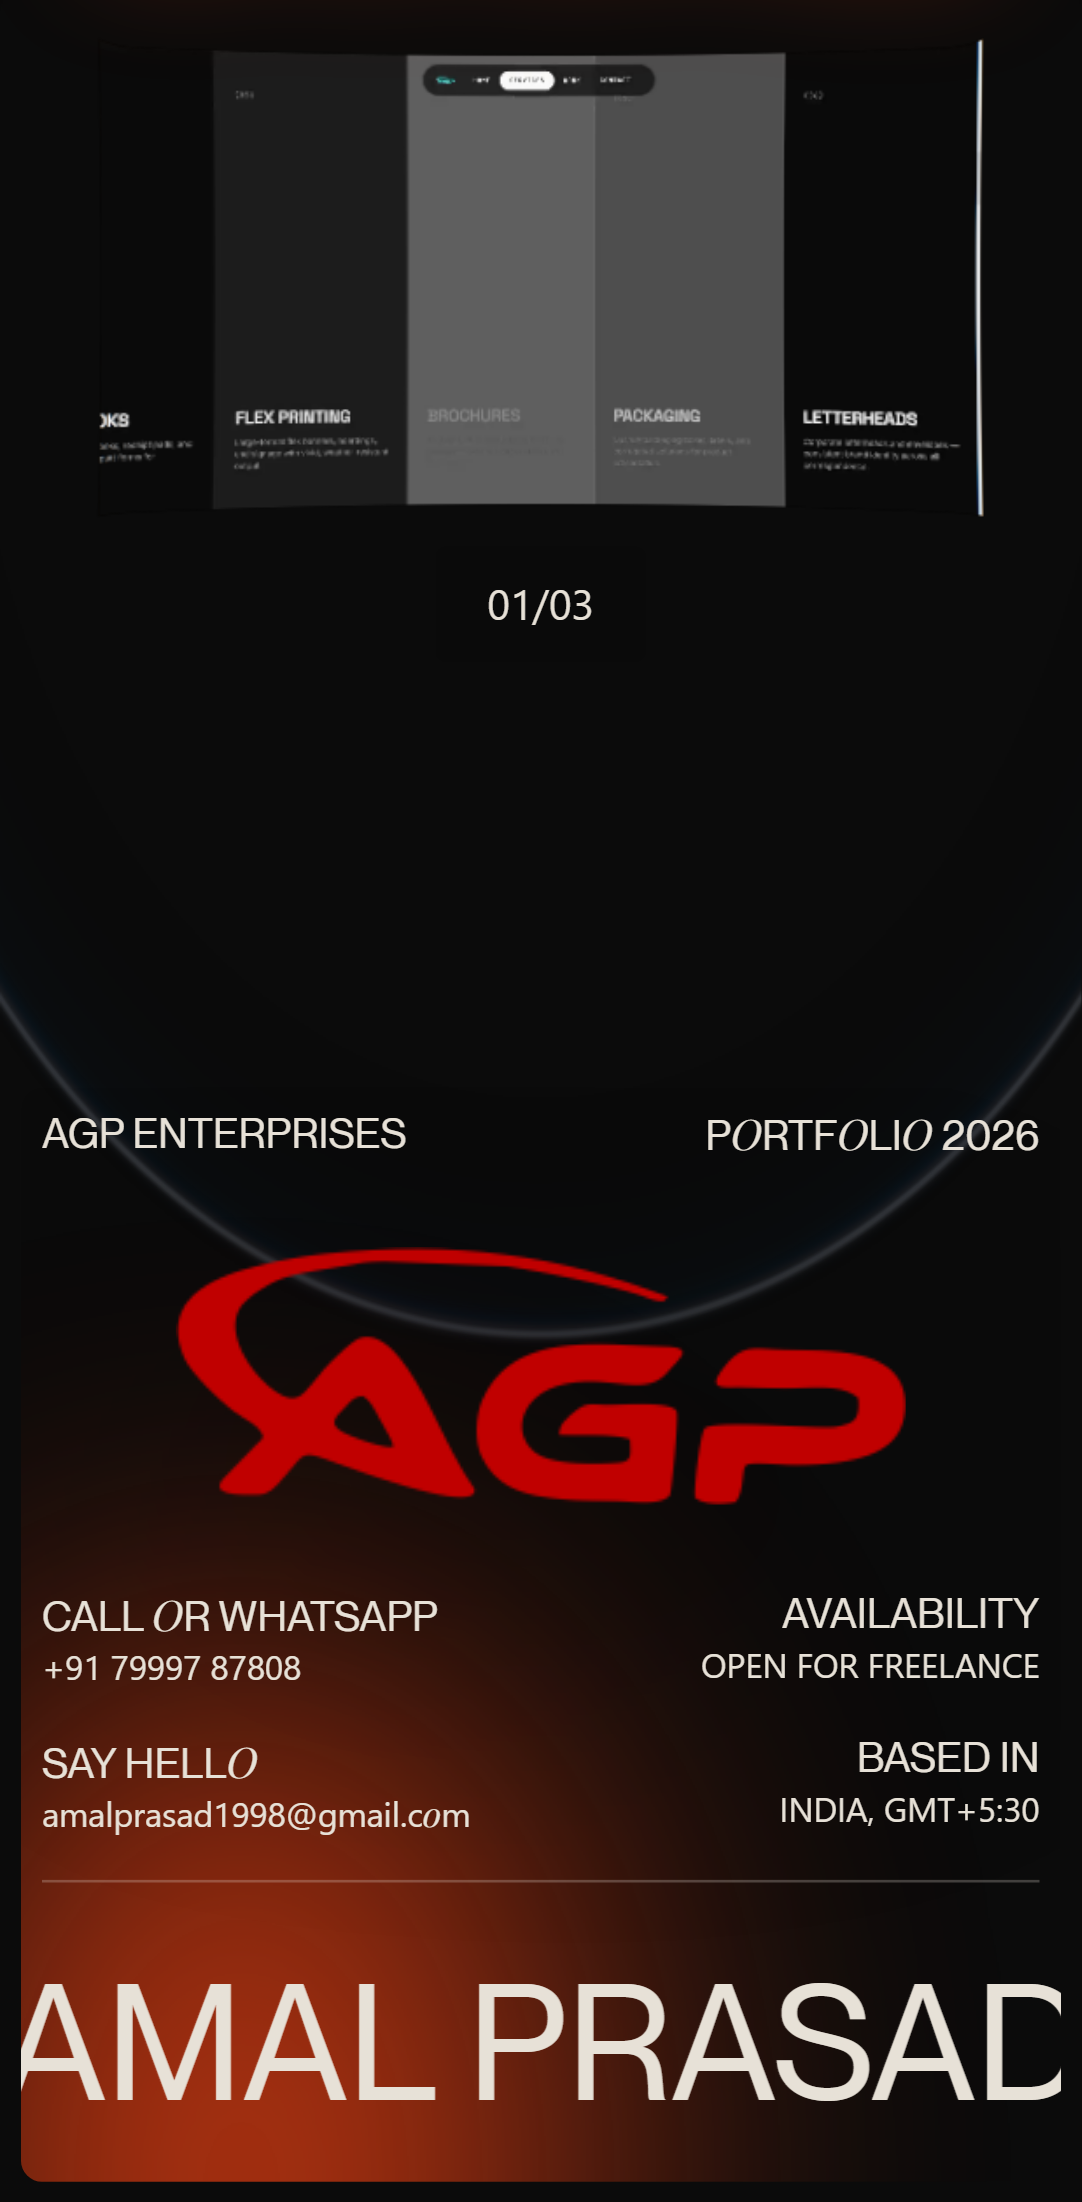 OKS
FLEX PRINTING
BROCHURES
PACKAGING
LETTERHEADS
01/03
AGP ENTERPRISES
PORTFOLIO 2026
AGP
CALL OR WHATSAPP
+91 79997 87808
AVAILABILITY
OPEN FOR FREELANCE
SAY HELLO
amalprasad1998@gmail.com
BASED IN
INDIA, GMT+5:30
AMAL PRASAD